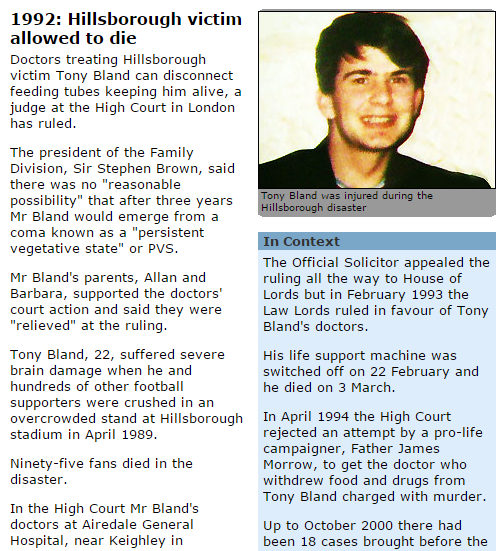 1992: Hillsborough victim
allowed to die
Doctors treating Hillsborough
victim Tony Bland can disconnect
feeding tubes keeping him alive, a
judge at the High Court in London
has ruled.
The president of the Family
Division, Sir Stephen Brown, said
there was no "reasonable
possibility" that after three years
Mr Bland would emerge from a
coma known as a "persistent
vegetative state" or PVS.
Mr Bland's parents, Allan and
Barbara, supported the doctors'
court action and said they were
"relieved" at the ruling.
Tony Bland, 22, suffered severe
brain damage when he and
hundreds of other football
supporters were crushed in an
overcrowded stand at Hillsborough
stadium in April 1989.
Ninety-five fans died in the
disaster.
In the High Court Mr Bland's
doctors at Airedale General
Hospital, near Keighley in
Tony Bland was injured during the
Hillsborough disaster
In Context
The Official Solicitor appealed the
ruling all the way to House of
Lords but in February 1993 the
Law Lords ruled in favour of Tony
Bland's doctors.
His life support machine was
switched off on 22 February and
he died on 3 March.
In April 1994 the High Court
rejected an attempt by a pro-life
campaigner, Father James
Morrow, to get the doctor who
withdrew food and drugs from
Tony Bland charged with murder.
Up to October 2000 there had
been 18 cases brought before the